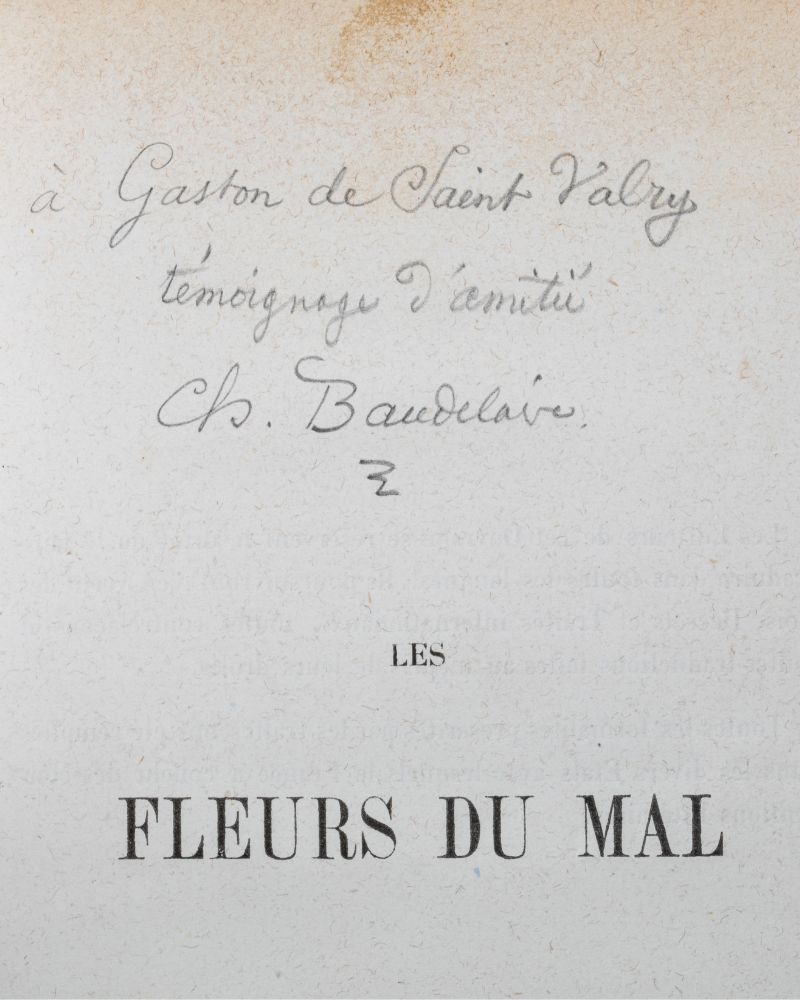 à Gaston de Saint Valry
témoignage d'amitié
Ch. Baudelaire.
LES
FLEURS DU MAL